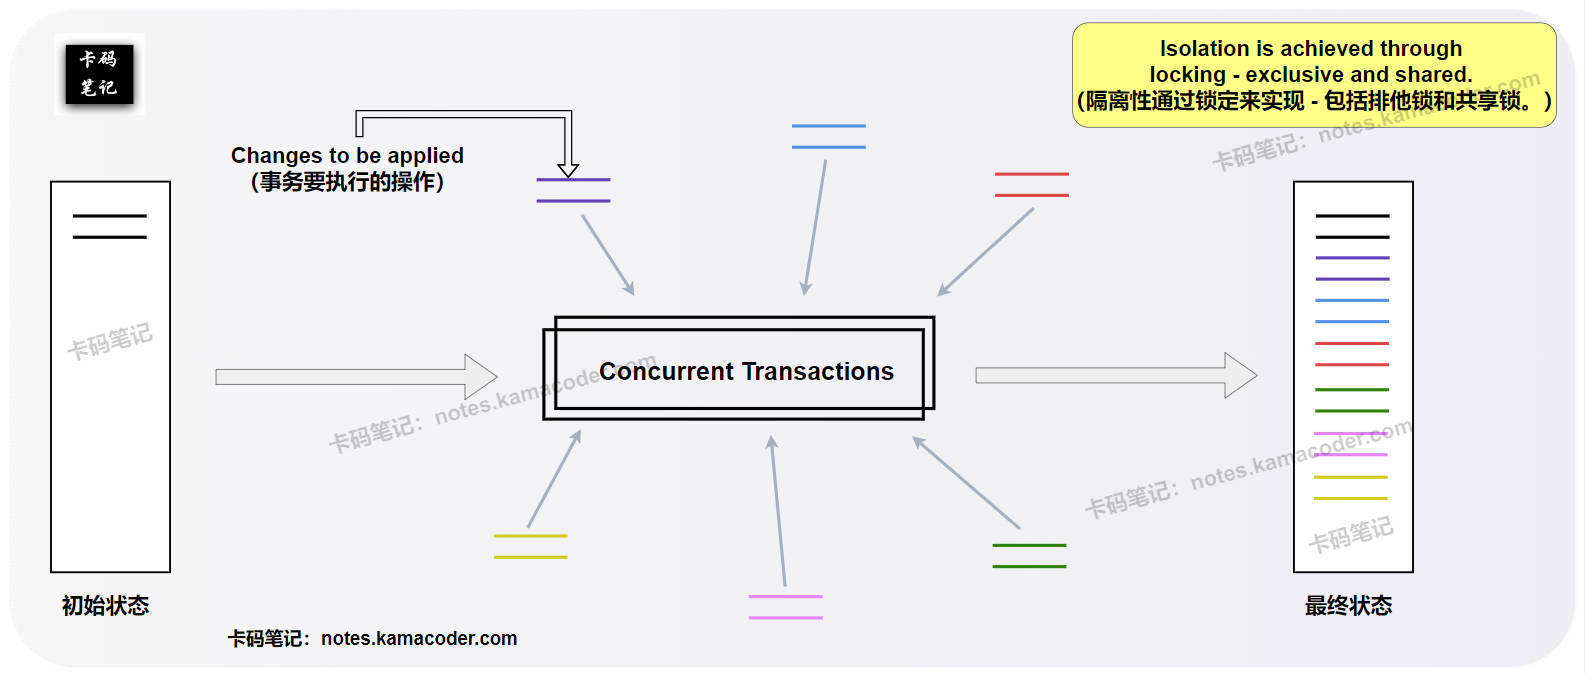 卡码
笔记
Isolation is achieved through
locking - exclusive and shared.
（隔离性通过锁定来实现 - 包括排他锁和共享锁。）
卡码笔记：notes.kamacoder.com
Changes to be applied
（事务要执行的操作）
卡码笔记
Concurrent Transactions
卡码笔记：notes.kamacoder.com
卡码笔记：notes.kamacoder.com
卡码笔记
初始状态
最终状态
卡码笔记：notes.kamacoder.com